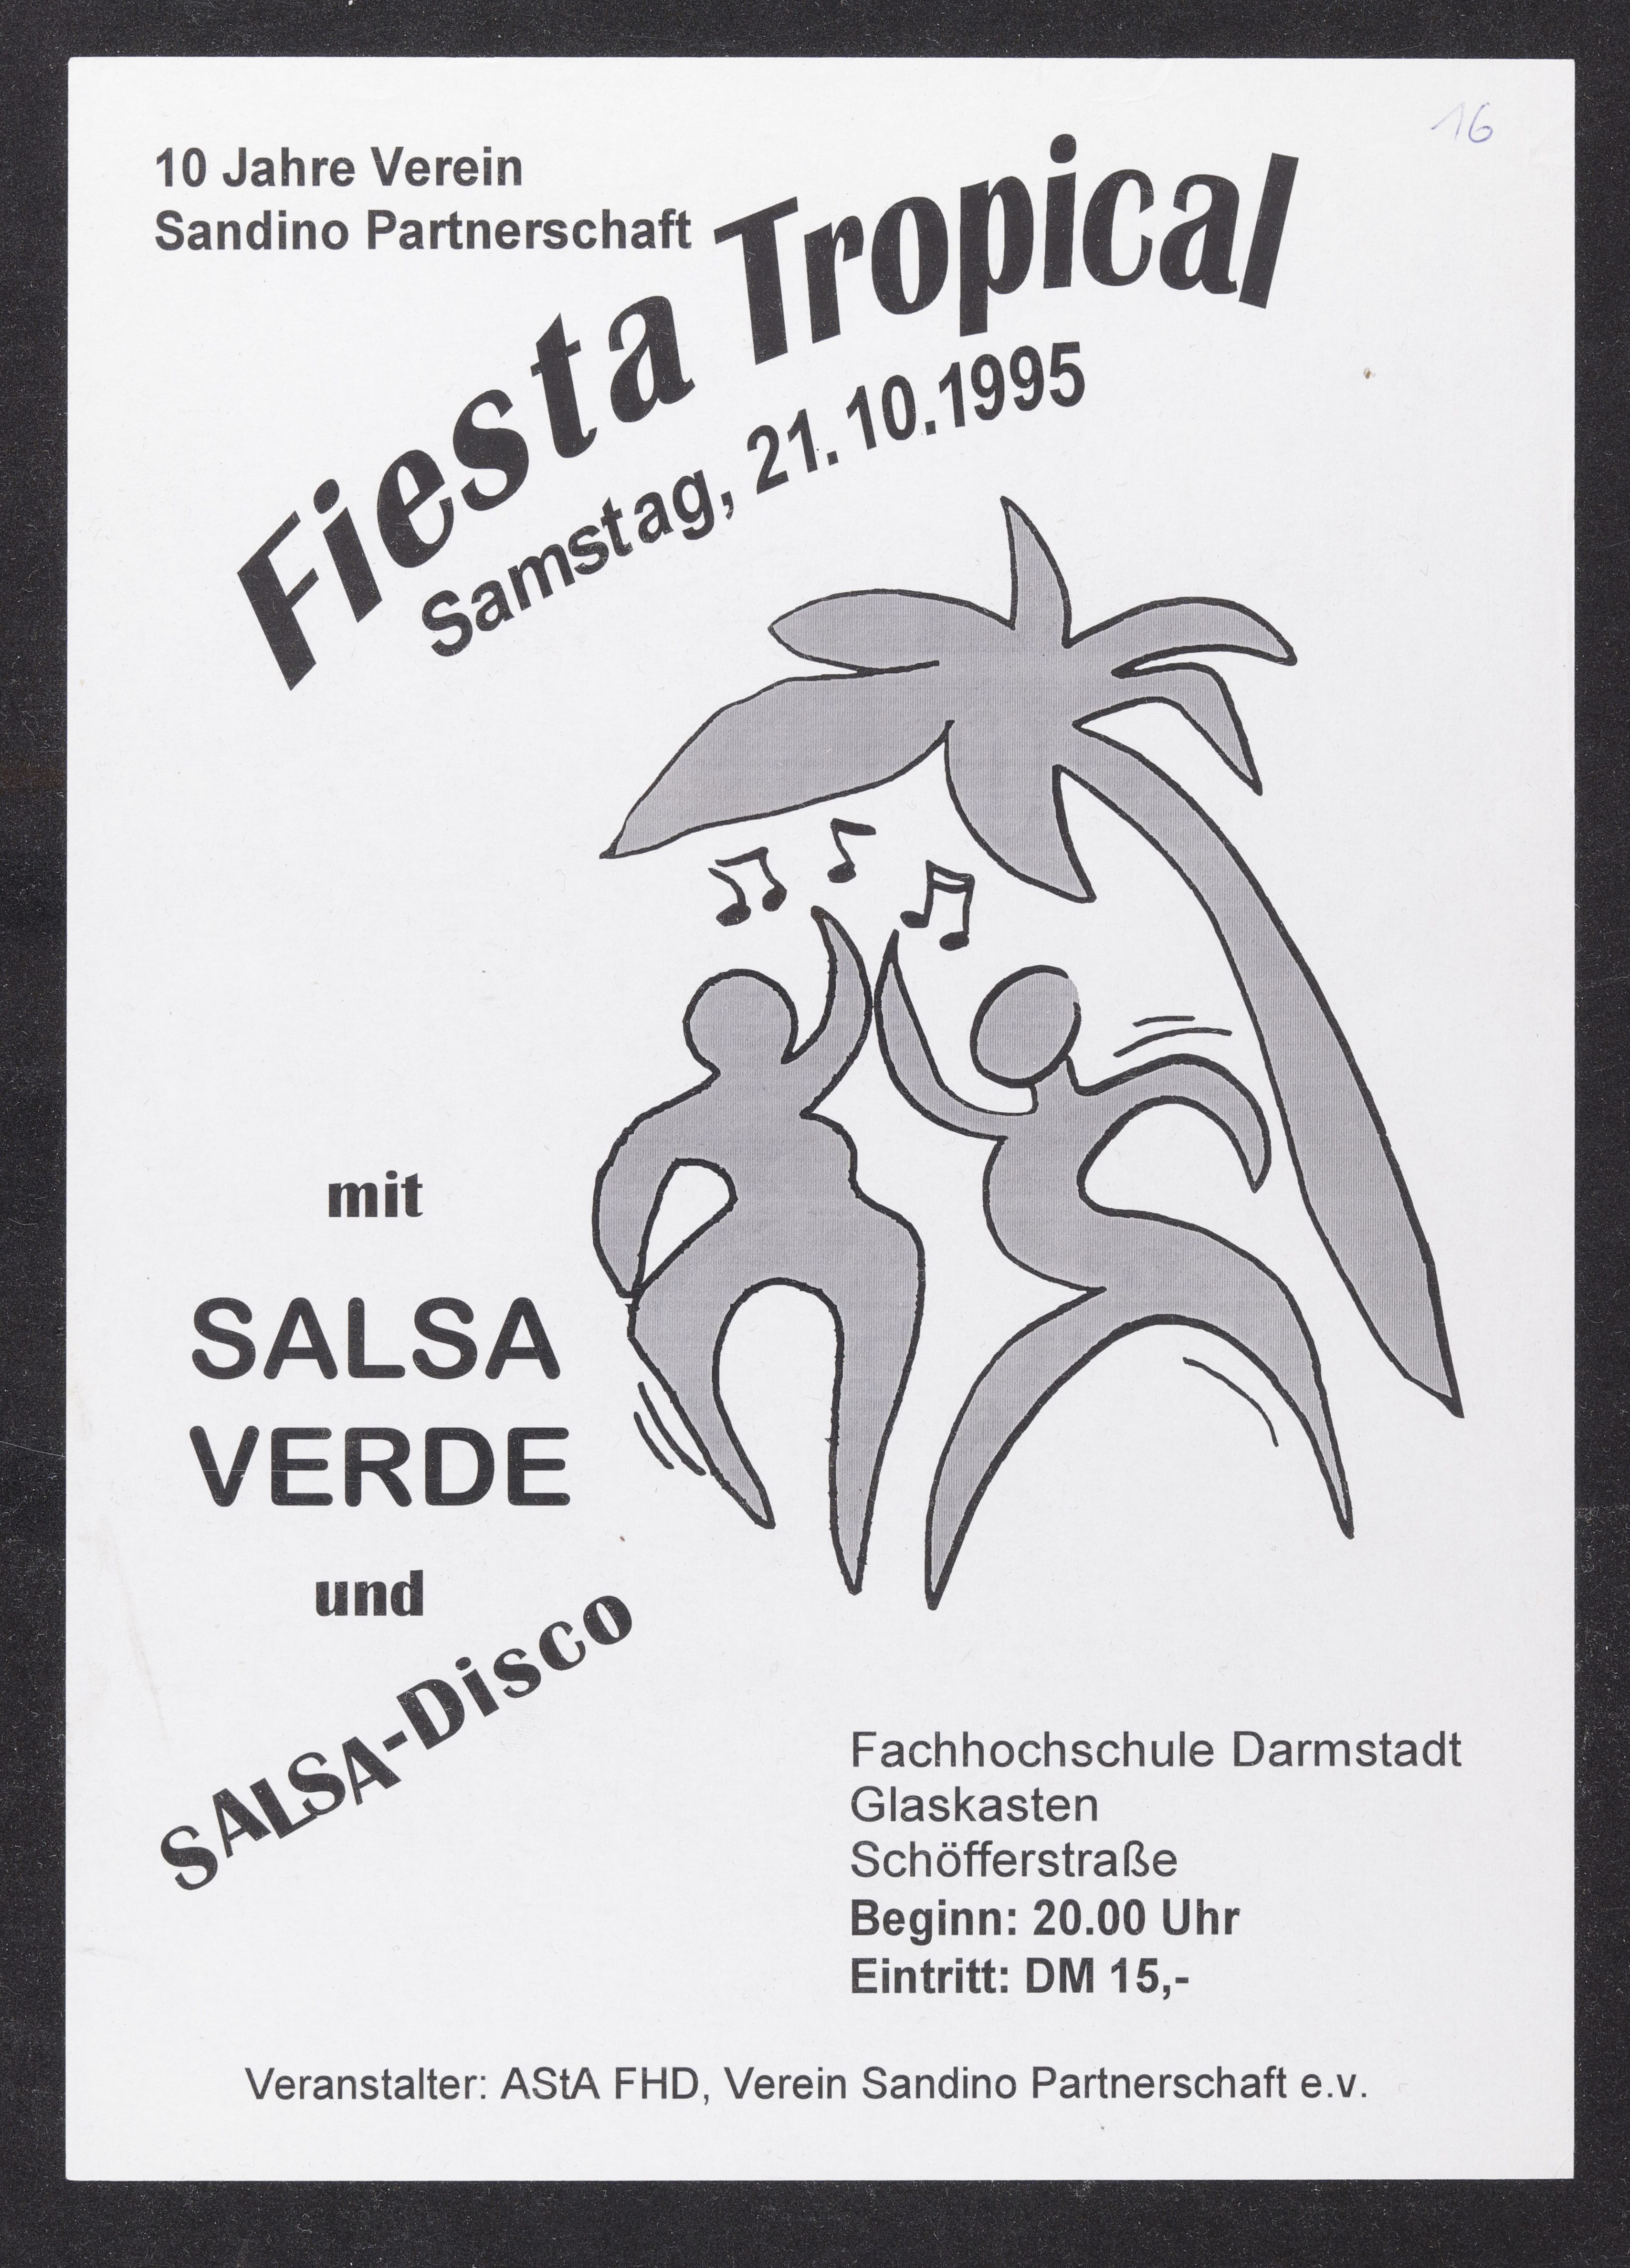 16
10 Jahre Verein
Sandino Partnerschaft
Fiesta Tropical
Samstag, 21.10.1995
mit
SALSA
VERDE
und
SALSA-Disco
Fachhochschule Darmstadt
Glaskasten
Schöfferstraße
Beginn: 20.00 Uhr
Eintritt: DM 15,-
Veranstalter: AStA FHD, Verein Sandino Partnerschaft e.v.